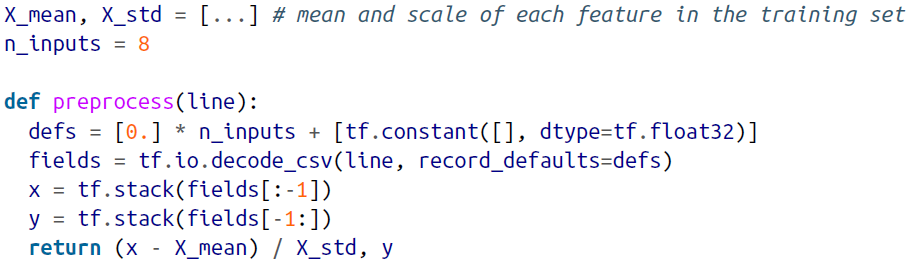 X_mean, X_std = [...] # mean and scale of each feature in the training set
n_inputs = 8

def preprocess(line):
  defs = [0.] * n_inputs + [tf.constant([], dtype=tf.float32)]
  fields = tf.io.decode_csv(line, record_defaults=defs)
  x = tf.stack(fields[:-1])
  y = tf.stack(fields[-1:])
  return (x - X_mean) / X_std, y